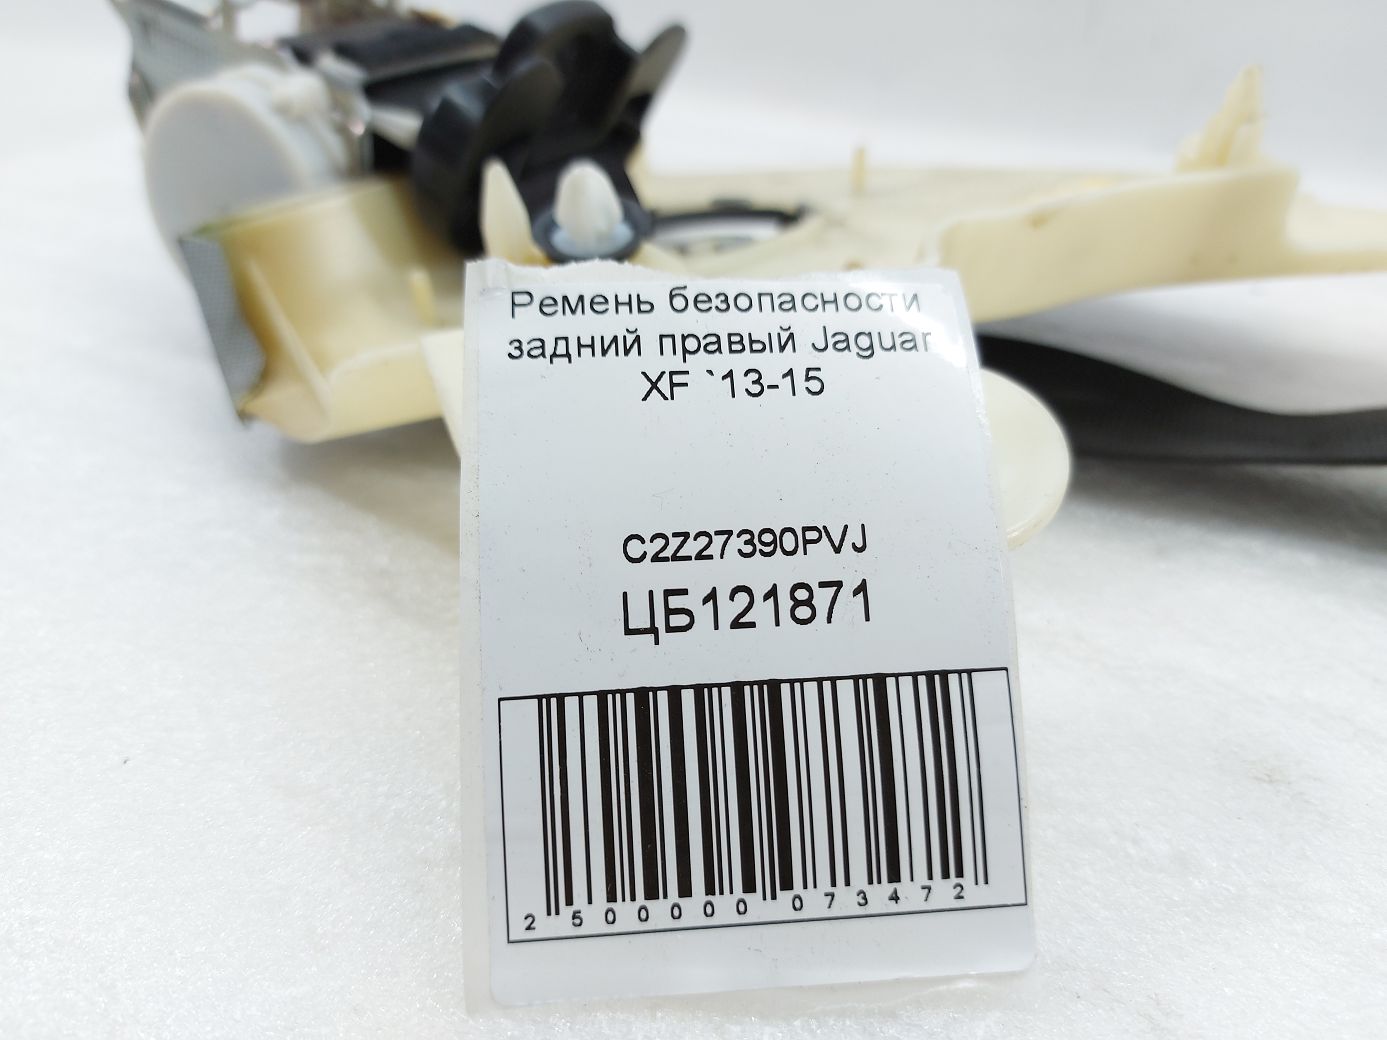 Ремень безопасности
задний правый Jaguar
XF `13-15
C2Z27390PVJ
ЦБ121871
2 500000 073472